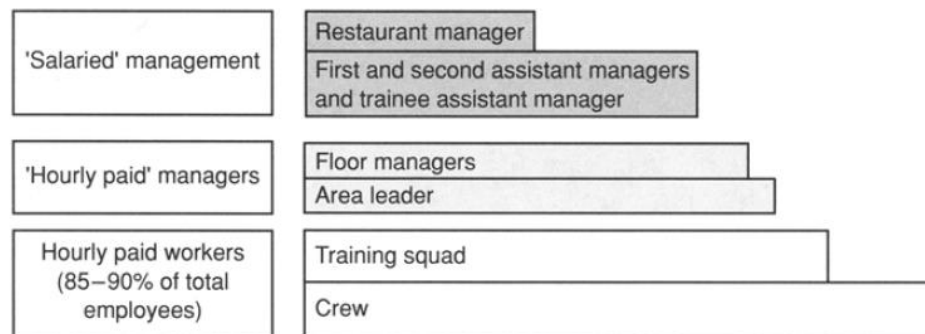 'Salaried' management
Restaurant manager
First and second assistant managers
and trainee assistant manager
'Hourly paid' managers
Floor managers
Area leader
Hourly paid workers
(85–90% of total
employees)
Training squad
Crew